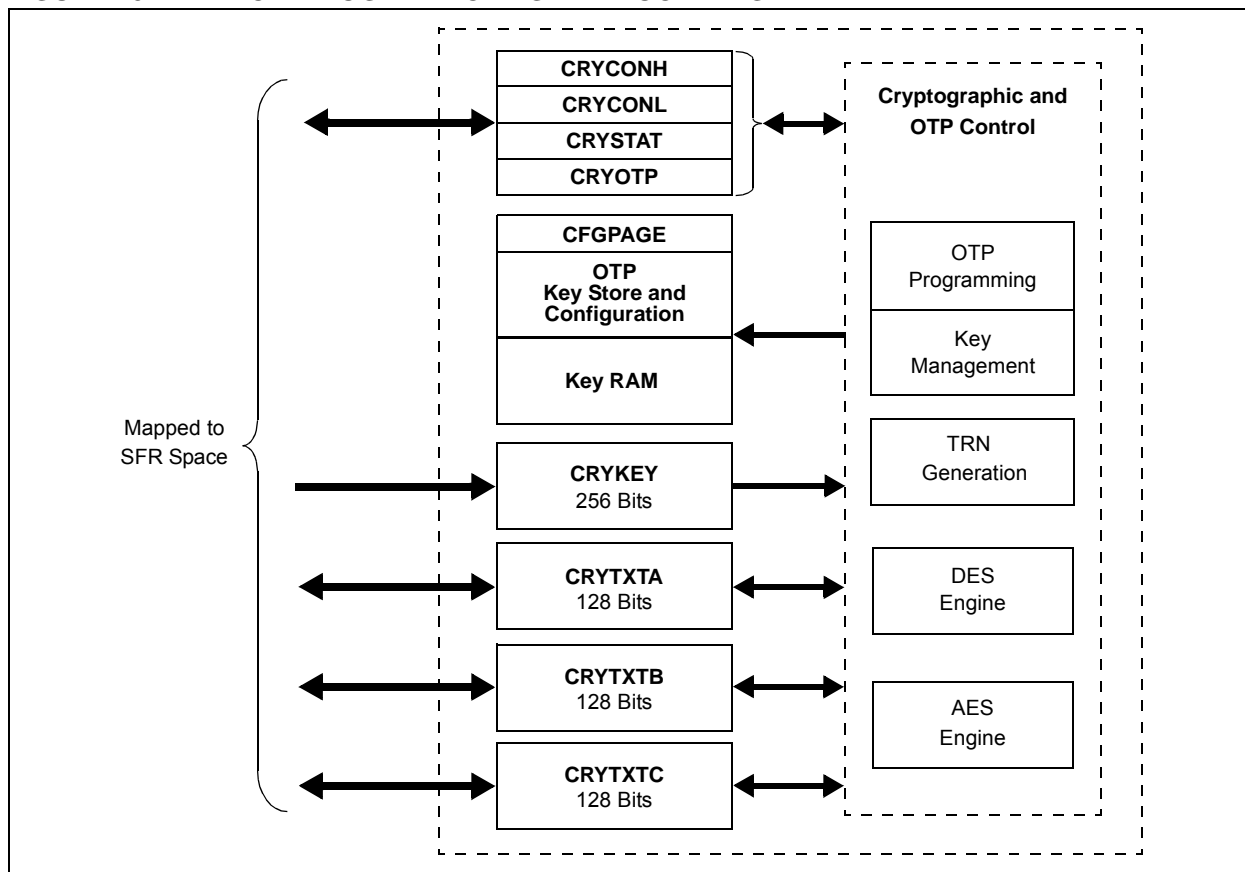 CRYCONH
CRYCONL
CRYSTAT
CRYOTP
Cryptographic and
OTP Control
CFGPAGE
OTP
Key Store and
Configuration
Key RAM
OTP
Programming
Key
Management
Mapped to
SFR Space
CRYKEY
256 Bits
TRN
Generation
CRYTXTA
128 Bits
DES
Engine
CRYTXTB
128 Bits
AES
Engine
CRYTXTC
128 Bits